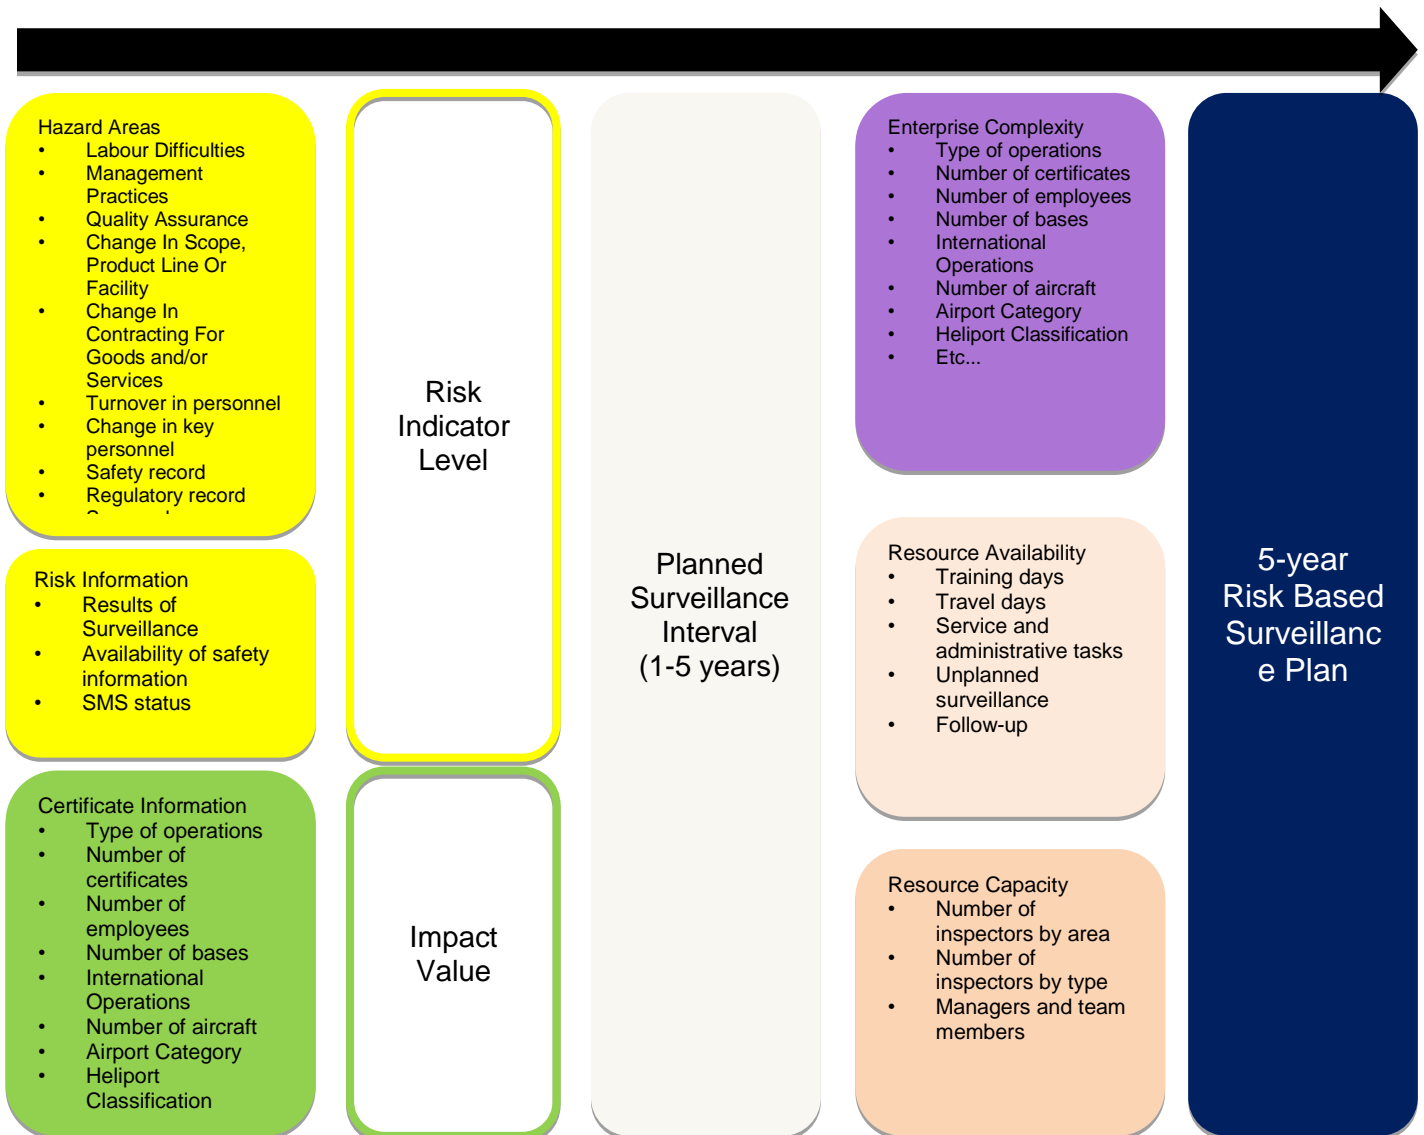 Hazard Areas
• Labour Difficulties
• Management
Practices
• Quality Assurance
• Change In Scope,
Product Line Or
Facility
• Change In
Contracting For
Goods and/or
Services
• Turnover in personnel
• Change in key
personnel
• Safety record
• Regulatory record
Risk Information
• Results of
Surveillance
• Availability of safety
information
• SMS status
Certificate Information
• Type of operations
• Number of
certificates
• Number of
employees
• Number of bases
• International
Operations
• Number of aircraft
• Airport Category
• Heliport
Classification
Risk
Indicator
Level
Impact
Value
Planned
Surveillance
Interval
(1-5 years)
Enterprise Complexity
• Type of operations
• Number of certificates
• Number of employees
• Number of bases
• International
Operations
• Number of aircraft
• Airport Category
• Heliport Classification
• Etc...
Resource Availability
• Training days
• Travel days
• Service and
administrative tasks
• Unplanned
surveillance
• Follow-up
Resource Capacity
• Number of
inspectors by area
• Number of
inspectors by type
• Managers and team
members
5-year
Risk Based
Surveillanc
e Plan